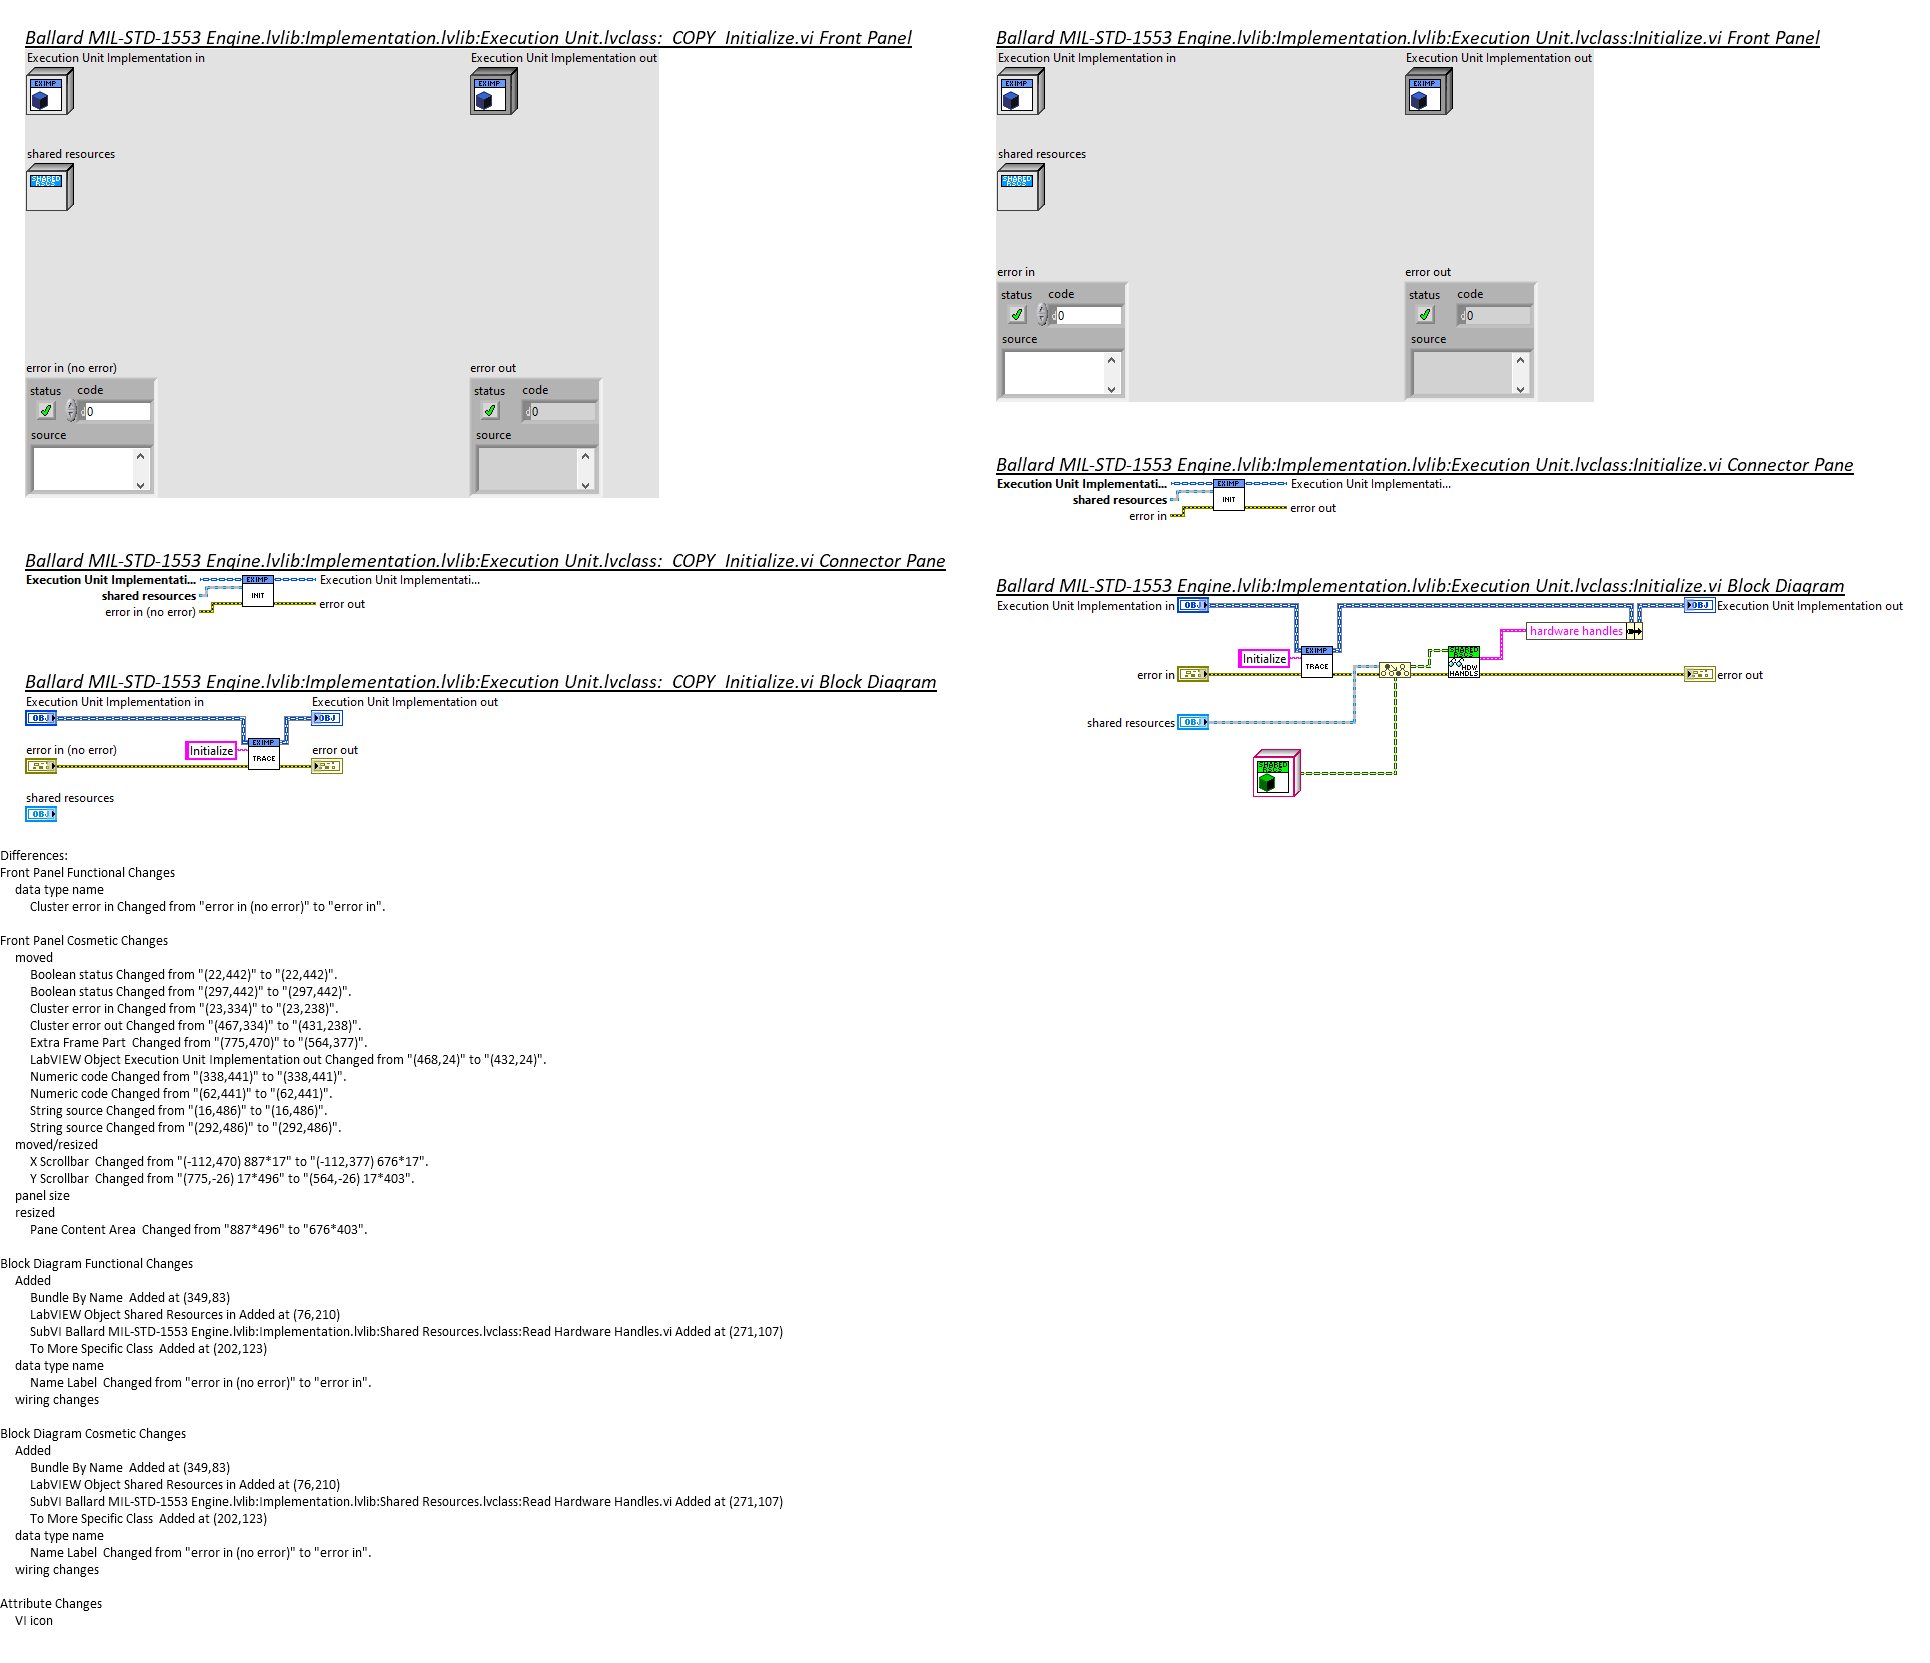 Ballard MIL-STD-1553 Engine.lvlib:Implementation.lvlib:Execution Unit.lvclass:_COPY_Initialize.vi Front Panel
Execution Unit Implementation in
Execution Unit Implementation out
EXIMP
EXIMP
shared resources
SHARED
RSCS
error in (no error)
error out
status
code
status
code
0
0
source
source
Ballard MIL-STD-1553 Engine.lvlib:Implementation.lvlib:Execution Unit.lvclass:_COPY_Initialize.vi Connector Pane
Execution Unit Implementati...
EXIMP
Execution Unit Implementati...
shared resources
INIT
error in (no error)
error out
Ballard MIL-STD-1553 Engine.lvlib:Implementation.lvlib:Execution Unit.lvclass:_COPY_Initialize.vi Block Diagram
Execution Unit Implementation in
Execution Unit Implementation out
OBJ
OBJ
error in (no error)
Initialize
EXIMP
TRACE
error out
shared resources
OBJ
Ballard MIL-STD-1553 Engine.lvlib:Implementation.lvlib:Execution Unit.lvclass:Initialize.vi Front Panel
Execution Unit Implementation in
Execution Unit Implementation out
EXIMP
EXIMP
shared resources
SHARED
RSCS
error in
error out
status
code
status
code
d0
d0
source
source
Ballard MIL-STD-1553 Engine.lvlib:Implementation.lvlib:Execution Unit.lvclass:Initialize.vi Connector Pane
Execution Unit Implementati...
EXIMP
Execution Unit Implementati...
shared resources
INIT
error in
error out
Ballard MIL-STD-1553 Engine.lvlib:Implementation.lvlib:Execution Unit.lvclass:Initialize.vi Block Diagram
Execution Unit Implementation in
OBJ
OBJ
Execution Unit Implementation out
hardware handles
Initialize
EXIMP
TRACE
SHARED
RSCS
HDW
HANDLS
error in
error out
shared resources
OBJ
SHARED
RSCS
Differences:
Front Panel Functional Changes
data type name
Cluster error in Changed from "error in (no error)" to "error in".
Front Panel Cosmetic Changes
moved
Boolean status Changed from "(22,442)" to "(22,442)".
Boolean status Changed from "(297,442)" to "(297,442)".
Cluster error in Changed from "(23,334)" to "(23,238)".
Cluster error out Changed from "(467,334)" to "(431,238)".
Extra Frame Part  Changed from "(775,470)" to "(564,377)".
LabVIEW Object Execution Unit Implementation out Changed from "(468,24)" to "(432,24)".
Numeric code Changed from "(338,441)" to "(338,441)".
Numeric code Changed from "(62,441)" to "(62,441)".
String source Changed from "(16,486)" to "(16,486)".
String source Changed from "(292,486)" to "(292,486)".
moved/resized
X Scrollbar  Changed from "(-112,470) 887*17" to "(-112,377) 676*17".
Y Scrollbar  Changed from "(775,-26) 17*496" to "(564,-26) 17*403".
panel size
resized
Pane Content Area  Changed from "887*496" to "676*403".
Block Diagram Functional Changes
Added
Bundle By Name  Added at (349,83)
LabVIEW Object Shared Resources in Added at (76,210)
SubVI Ballard MIL-STD-1553 Engine.lvlib:Implementation.lvlib:Shared Resources.lvclass:Read Hardware Handles.vi Added at (271,107)
To More Specific Class  Added at (202,123)
data type name
Name Label  Changed from "error in (no error)" to "error in".
wiring changes
Block Diagram Cosmetic Changes
Added
Bundle By Name  Added at (349,83)
LabVIEW Object Shared Resources in Added at (76,210)
SubVI Ballard MIL-STD-1553 Engine.lvlib:Implementation.lvlib:Shared Resources.lvclass:Read Hardware Handles.vi Added at (271,107)
To More Specific Class  Added at (202,123)
data type name
Name Label  Changed from "error in (no error)" to "error in".
wiring changes
Attribute Changes
VI icon